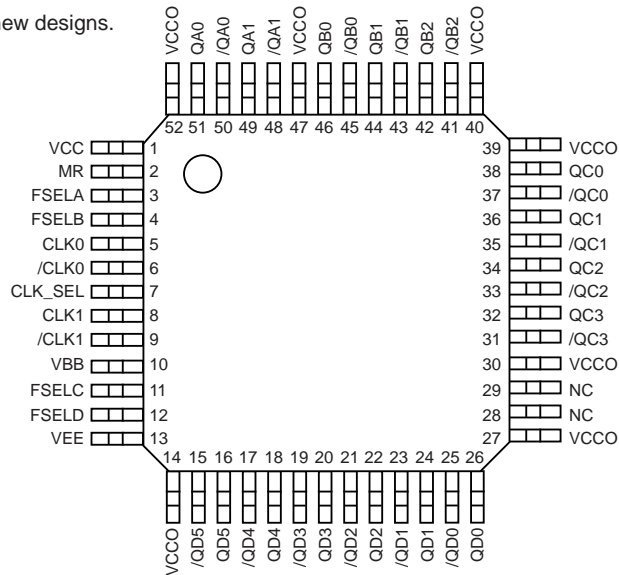 new designs.
VCCO
QA0
/QA0
QA1
/QA1
VCCO
QB0
/QB0
QB1
/QB1
QB2
/QB2
VCCO
52 51 50 49 48 47 46 45 44 43 42 41 40
VCC 1
MR 2
FSELA 3
FSELB 4
CLK0 5
/CLK0 6
CLK_SEL 7
CLK1 8
/CLK1 9
VBB 10
FSELC 11
FSELD 12
VEE 13
39 VCCO
38 QC0
37 /QC0
36 QC1
35 /QC1
34 QC2
33 /QC2
32 QC3
31 /QC3
30 VCCO
29 NC
28 NC
27 VCCO
14 15 16 17 18 19 20 21 22 23 24 25 26
VCCO
/QD5
QD5
/QD4
QD4
/QD3
QD3
/QD2
QD2
/QD1
QD1
/QD0
QD0